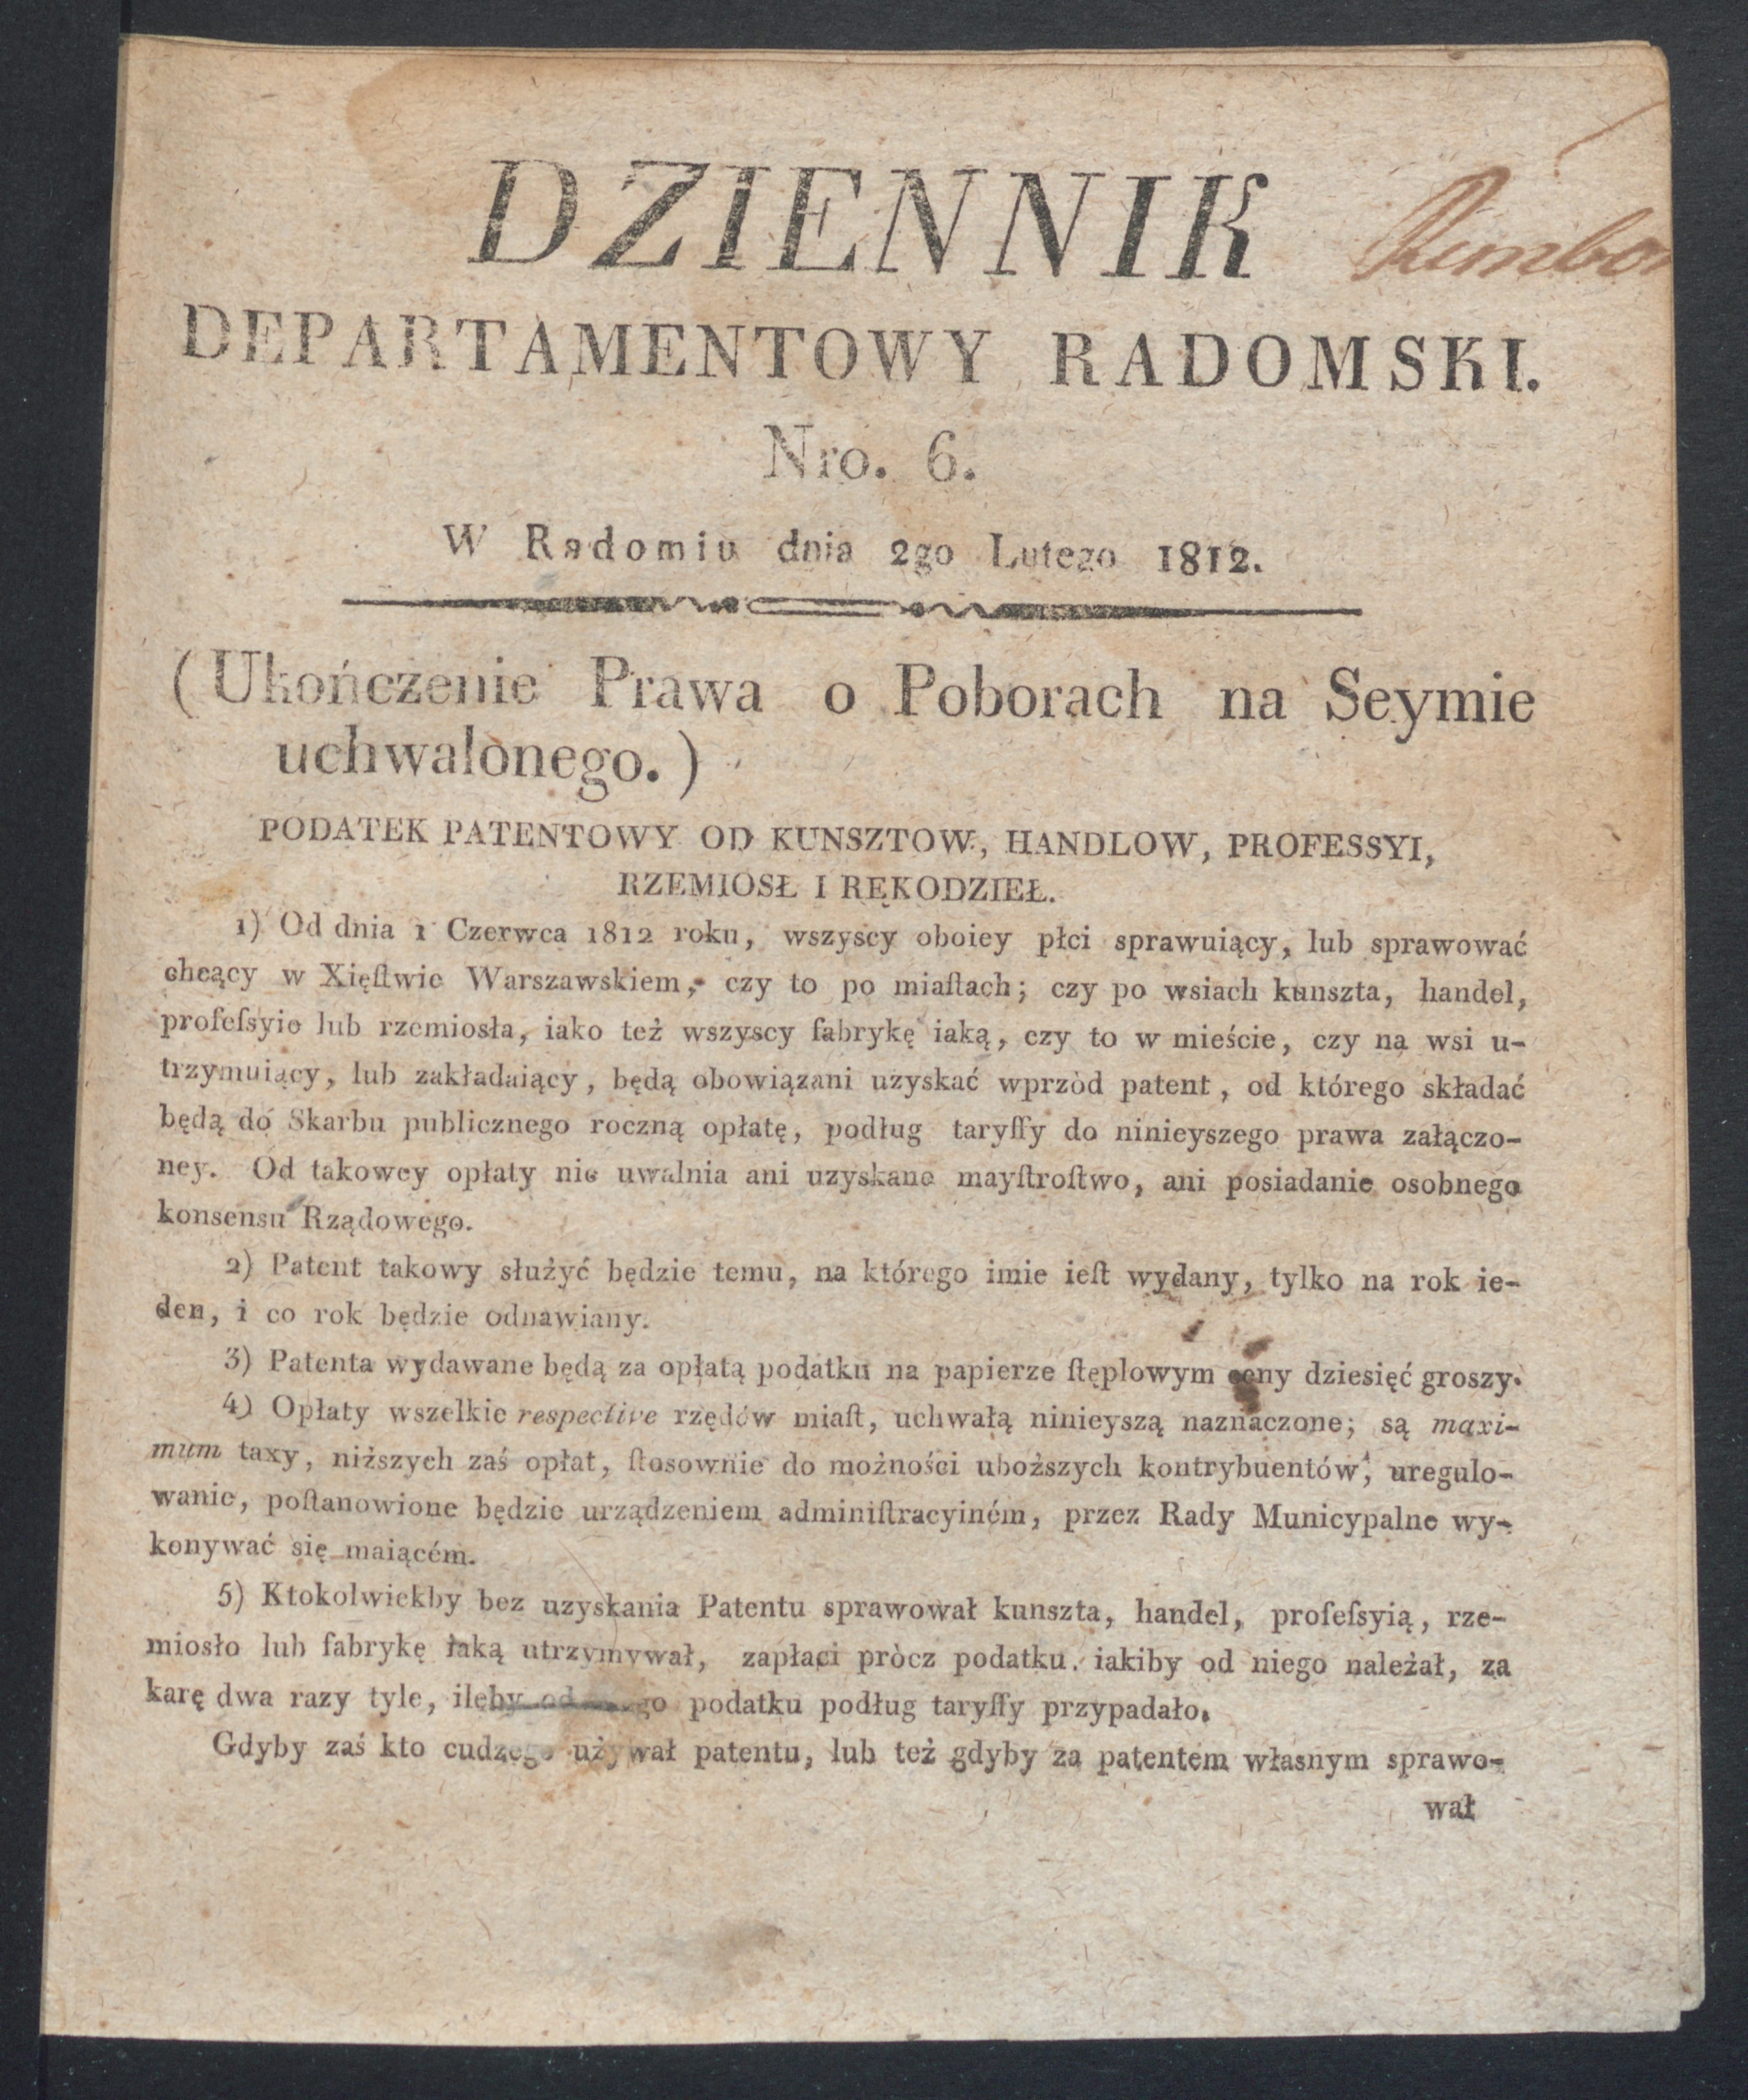 DZIENNIK
DEPARTAMENTOWY RADOMSKI.
Nro. 6.
W Radomiu dnia 2go Lutego 1812.
(Ukończenie Prawa o Poborach na Seymie
uchwalonego.)
PODATEK PATENTOWY OD KUNSZTOW, HANDLOW, PROFESSYI,
RZEMIOSŁ I RĘKODZIEŁ.
1) Od dnia 1 Czerwca 1812 roku, wszyscy oboiey płci sprawuiący, lub sprawować
chcący w Xięſtwie Warszawskiem, czy to po miaſtach; czy po wsiach kunszta, handel,
profeſsyie lub rzemiosła, iako też wszyscy fabrykę iaką, czy to w mieście, czy na wsi u-
trzymuiący, lub zakładaiący, będą obowiązani uzyskać wprzòd patent, od którego składać
będą do Skarbu publicznego roczną opłatę, podług taryffy do ninieyszego prawa załączo-
ney. Od takowey opłaty nie uwalnia ani uzyskane mayſtroſtwo, ani posiadanie osobnego
konsensu Rządowego.
2) Patent takowy służyć będzie temu, na którego imie ieſt wydany, tylko na rok ie-
den, i co rok będzie odnawiany.
3) Patenta wydawane będą za opłatą podatku na papierze ſtęplowym ceny dziesięć groszy.
4) Opłaty wszelkie respective rzędów miaſt, uchwałą ninieyszą naznaczone; są maxi-
mum taxy, niższych zaś opłat, ſtosownie do możności uboższych kontrybuentów, uregulo-
wanie, poſtanowione będzie urządzeniem adminiſtracyiném, przez Rady Municypalne wy-
konywać się maiącém.
5) Ktokolwiekby bez uzyskania Patentu sprawował kunszta, handel, profeſsyią, rze-
miosło lub fabrykę iaką utrzymywał, zapłaci pròcz podatku. iakiby od niego należał, za
karę dwa razy tyle, ileby od podatku podług taryffy przypadało.
Gdyby zaś kto cudzego używał patentu, lub też gdyby za patentem własnym sprawo-
wał